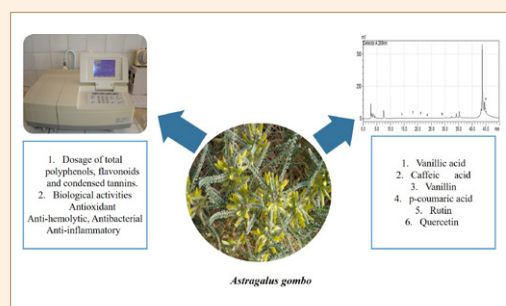 1. Dosage of total
polyphenols, flavonoids
and condensed tannins.
2. Biological activities
Antioxidant
Anti-hemolytic, Antibacterial
Anti-inflammatory
Astragalus gombo
1. Vanillic acid
2. Caffeic acid
3. Vanillin
4. p-coumaric acid
5. Rutin
6. Quercetin